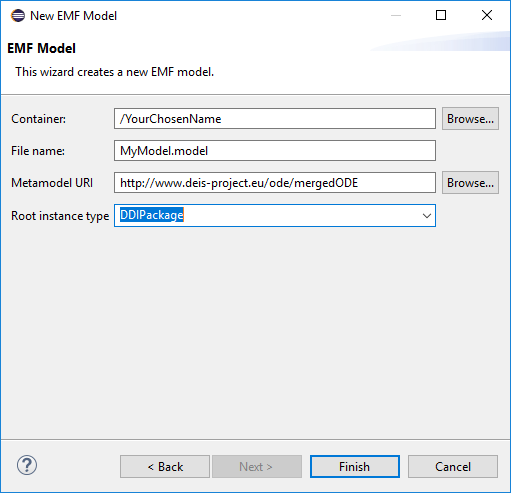 New EMF Model
EMF Model
This wizard creates a new EMF model.
Container: /YourChosenName Browse...
File name: MyModel.model
Metamodel URI http://www.deis-project.eu/ode/mergedODE Browse...
Root instance type DDIPackage
? < Back Next > Finish Cancel